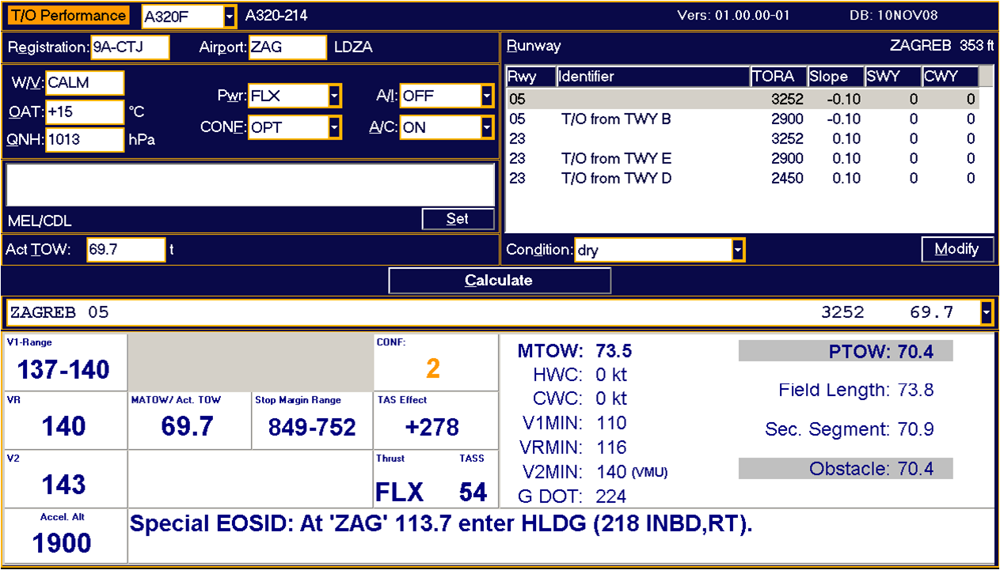 T/O Performance A320F A320-214 Vers: 01.00.00-01 DB: 10NOV08
Registration: 9A-CTJ Airport: ZAG LDZA
W/V: CALM
OAT: +15 °C
QNH: 1013 hPa
Pwr: FLX A/I: OFF
CONF: OPT A/C: ON
MEL/CDL Set
Act TOW: 69.7 t
Runway ZAGREB 353 ft
Rwy Identifier TORA Slope SWY CWY
05 3252 -0.10 0 0
05 T/O from TWY B 2900 -0.10 0 0
23 3252 0.10 0 0
23 T/O from TWY E 2900 0.10 0 0
23 T/O from TWY D 2450 0.10 0 0
Condition: dry Modify
Calculate
ZAGREB 05 3252 69.7
V1-Range
137-140
CONF:
2
VR
140
MATOW/ Act. TOW
69.7
Stop Margin Range
849-752
TAS Effect
+278
V2
143
Thrust TASS
FLX 54
MTOW: 73.5
HWC: 0 kt
CWC: 0 kt
V1MIN: 110
VRMIN: 116
V2MIN: 140 (VMU)
G DOT: 224
PTOW: 70.4
Field Length: 73.8
Sec. Segment: 70.9
Obstacle: 70.4
Accel. Alt
1900
Special EOSID: At 'ZAG' 113.7 enter HLDG (218 INBD,RT).